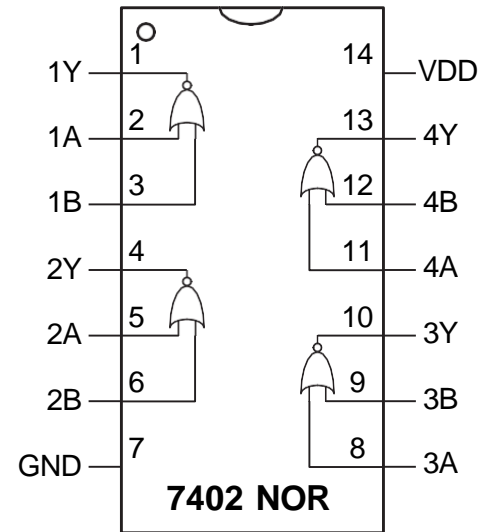 1Y 1 14 VDD
1A 2 13 4Y
1B 3 12 4B
2Y 4 11 4A
2A 5 10 3Y
2B 6 9 3B
GND 7 8 3A
7402 NOR